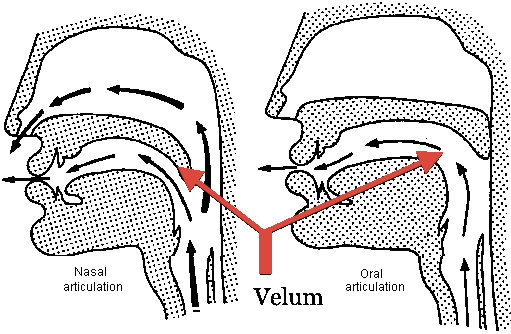 Nasal
articulation
Velum
Oral
articulation